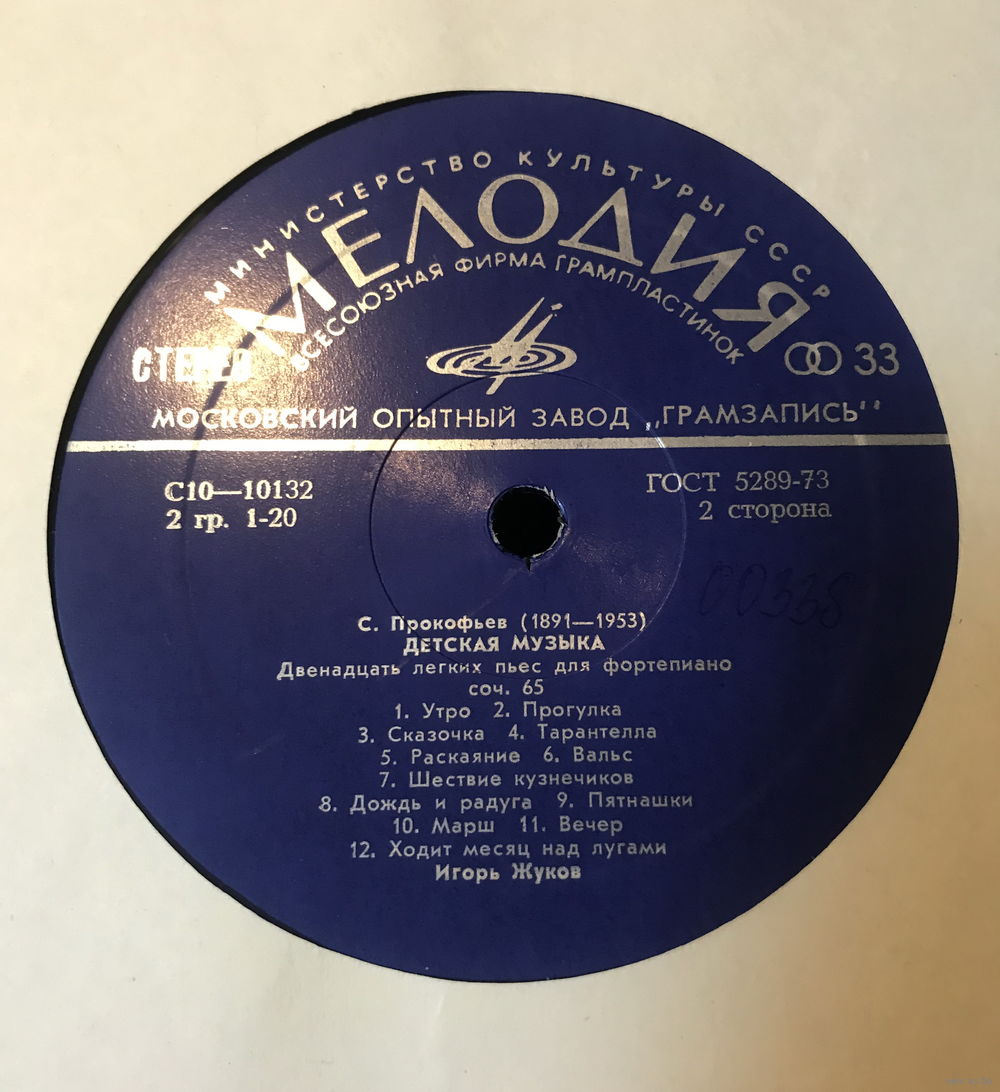 МИНИСТЕРСТВО КУЛЬТУРЫ СССР
МЕЛОДИЯ
ВСЕСОЮЗНАЯ ФИРМА ГРАМПЛАСТИНОК
СТЕРЕО
33
МОСКОВСКИЙ ОПЫТНЫЙ ЗАВОД „ГРАМЗАПИСЬ"
С10—10132
ГОСТ 5289-73
2 гр. 1-20
2 сторона
С. Прокофьев (1891—1953)
ДЕТСКАЯ МУЗЫКА
Двенадцать легких пьес для фортепиано
соч. 65
1. Утро 2. Прогулка
3. Сказочка 4. Тарантелла
5. Раскаяние 6. Вальс
7. Шествие кузнечиков
8. Дождь и радуга 9. Пятнашки
10. Марш 11. Вечер
12. Ходит месяц над лугами
Игорь Жуков